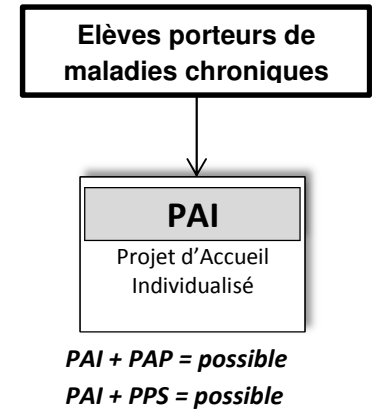 Elèves porteurs de
maladies chroniques
PAI
Projet d’Accueil
Individualisé
PAI + PAP = possible
PAI + PPS = possible